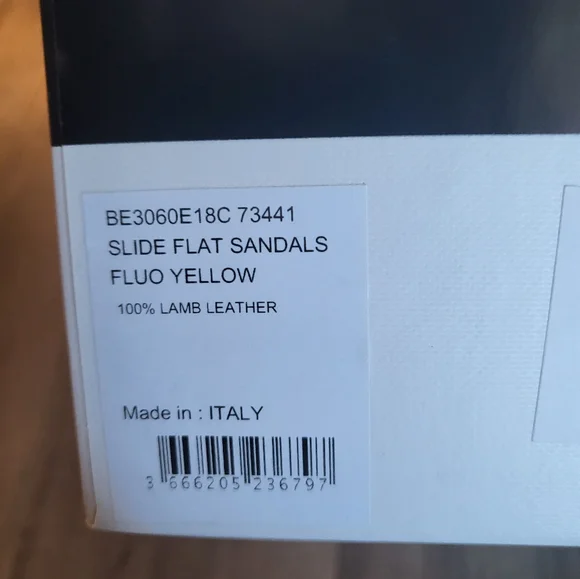 BE3060E18C 73441
SLIDE FLAT SANDALS
FLUO YELLOW
100% LAMB LEATHER
Made in : ITALY
3 666205 236797